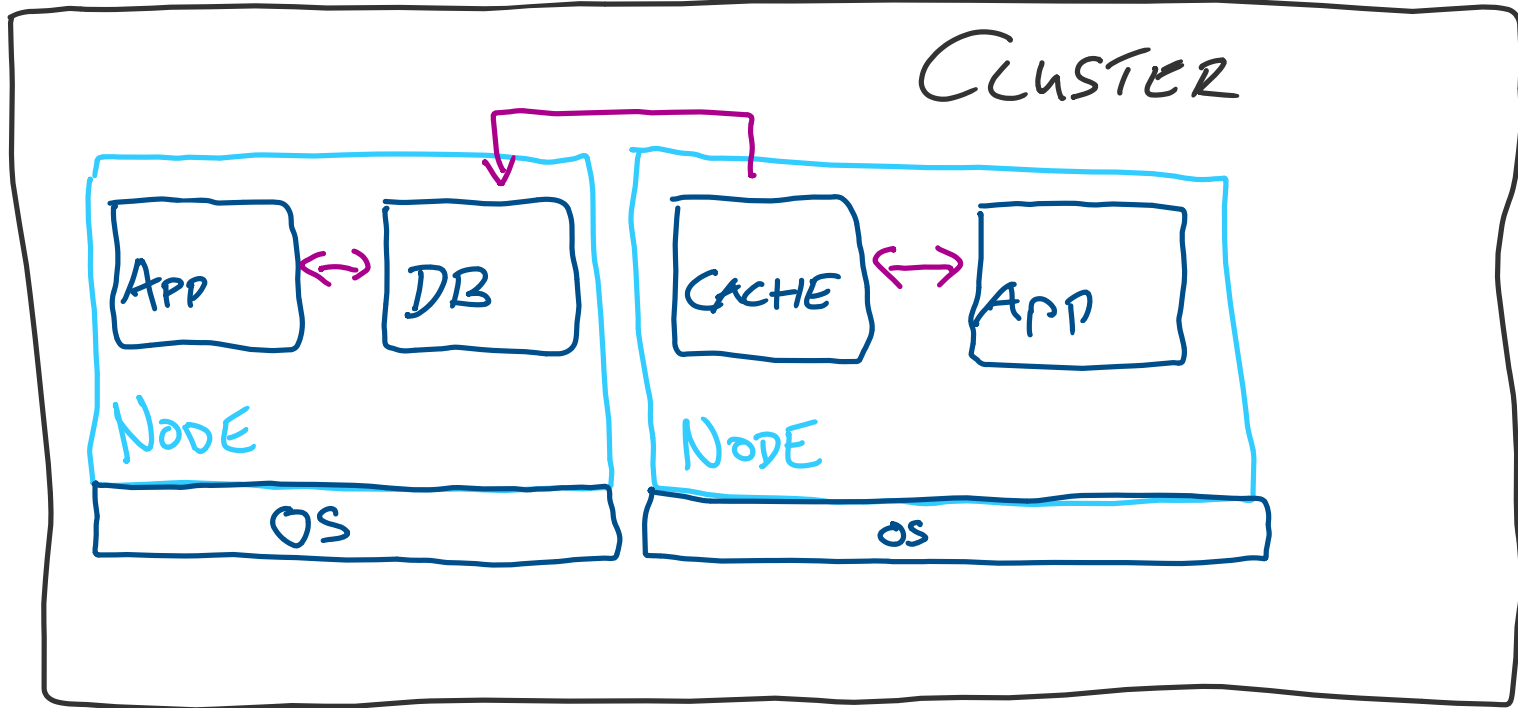 CLUSTER
APP
DB
CACHE
APP
NODE
NODE
OS
OS